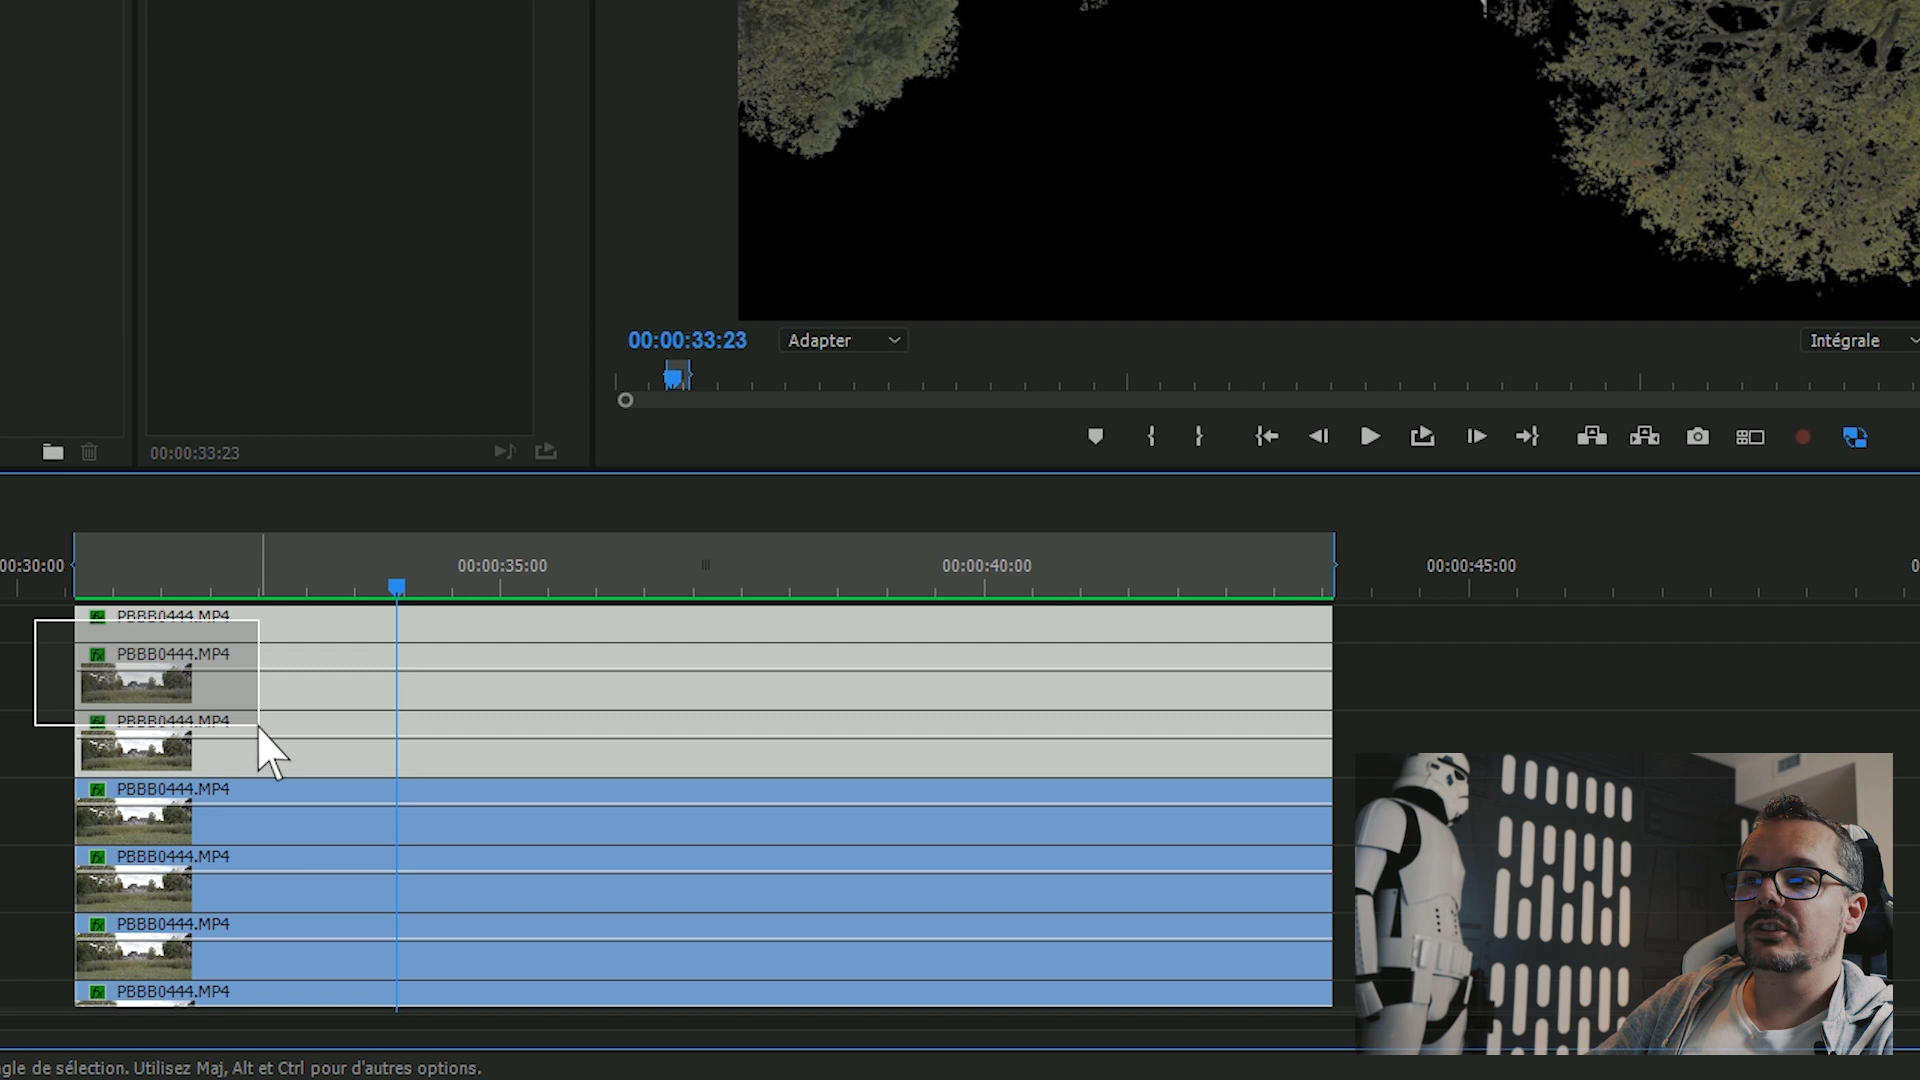 00:00:33:23
Adapter
Intégrale
00:00:33:23
00:30:00
00:00:35:00
00:00:40:00
00:00:45:00
PBBB0444.MP4
PBBB0444.MP4
PBBB0444.MP4
PBBB0444.MP4
PBBB0444.MP4
PBBB0444.MP4
PBBB0444.MP4
gle de sélection. Utilisez Maj, Alt et Ctrl pour d'autres options.